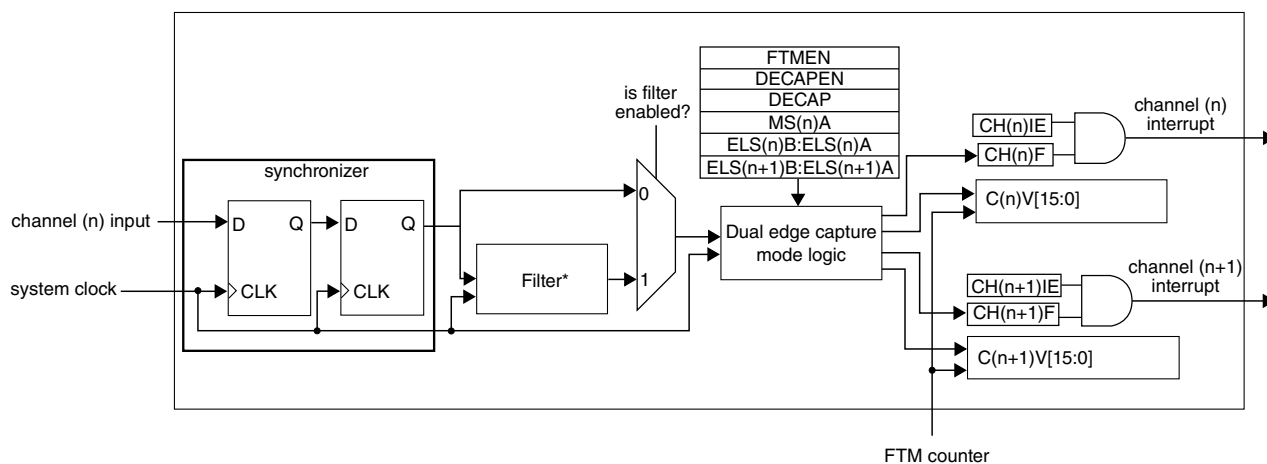 FTMEN
DECAPEN
DECAP
MS(n)A
ELS(n)B:ELS(n)A
ELS(n+1)B:ELS(n+1)A
is filter
enabled?
channel (n)
interrupt
CH(n)IE
CH(n)F
synchronizer
C(n)V[15:0]
0
channel (n) input
D
Q
D
Q
Dual edge capture
mode logic
Filter*
1
system clock
CLK
CLK
channel (n+1)
interrupt
CH(n+1)IE
CH(n+1)F
C(n+1)V[15:0]
FTM counter